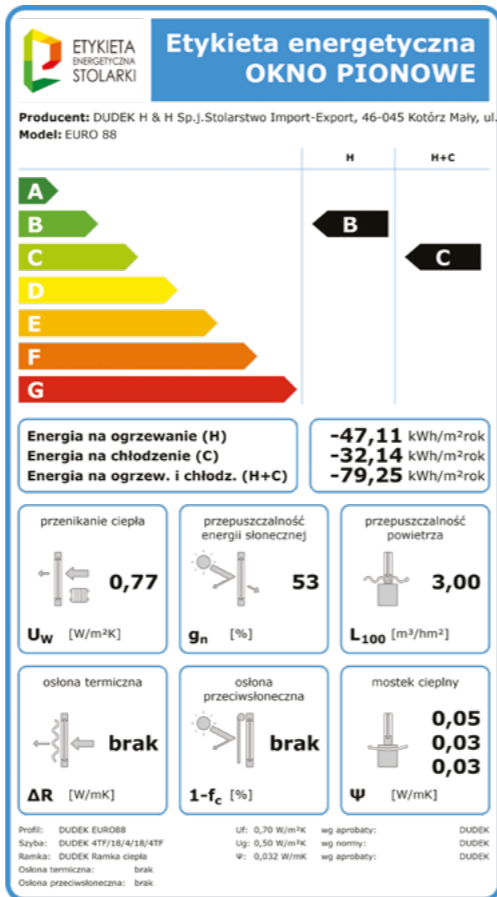 ETYKIETA
ENERGETYCZNA
STOLARKI
Etykieta energetyczna
OKNO PIONOWE
Producent: DUDEK H & H Sp.j.Stolarstwo Import-Export, 46-045 Kotórz Mały, ul.
Model: EURO 88
H H+C
A
B B
C C
D
E
F
G
Energia na ogrzewanie (H) -47,11 kWh/m²rok
Energia na chłodzenie (C) -32,14 kWh/m²rok
Energia na ogrzew. i chłodz. (H+C) -79,25 kWh/m²rok
przenikanie ciepła
0,77
Uw [W/m²K]
przepuszczalność
energii słonecznej
53
gn [%]
przepuszczalność
powietrza
3,00
L100 [m³/hm²]
osłona termiczna
brak
ΔR [W/mK]
osłona
przeciwsłoneczna
brak
1-fc [%]
mostek cieplny
0,05
0,03
0,03
Ψ [W/mK]
Profil: DUDEK EURO88 Uf: 0,70 W/m²K wg aprobaty: DUDEK
Szyba: DUDEK 4TF/18/4/18/4TF Ug: 0,50 W/m²K wg normy: DUDEK
Ramka: DUDEK Ramka ciepła Ψ: 0,032 W/mK wg aprobaty: DUDEK
Osłona termiczna: brak
Osłona przeciwsłoneczna: brak